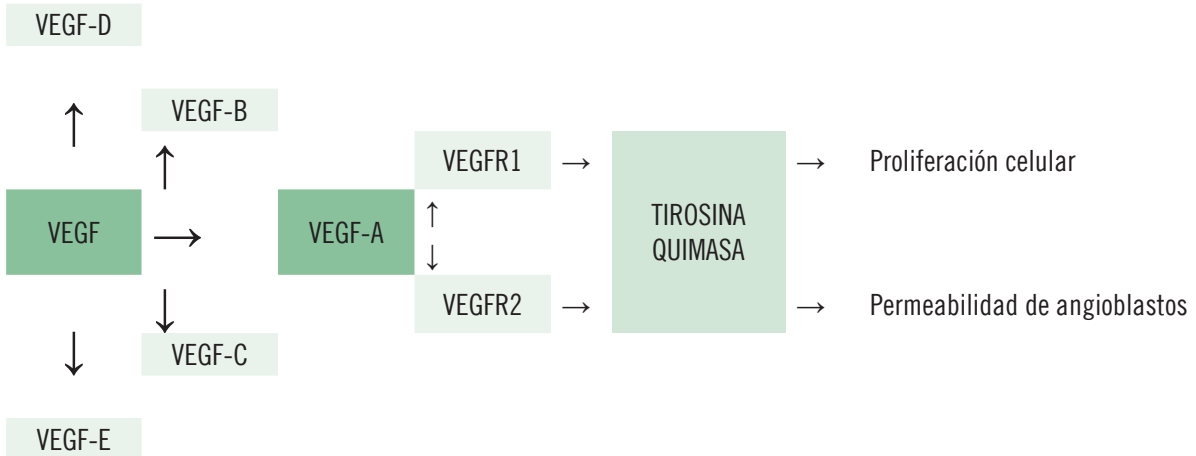 VEGF-D
VEGF-B
VEGFR1
→
→
Proliferación celular
VEGF
→
VEGF-A
TIROSINA
QUIMASA
VEGFR2
→
→
Permeabilidad de angioblastos
VEGF-C
VEGF-E